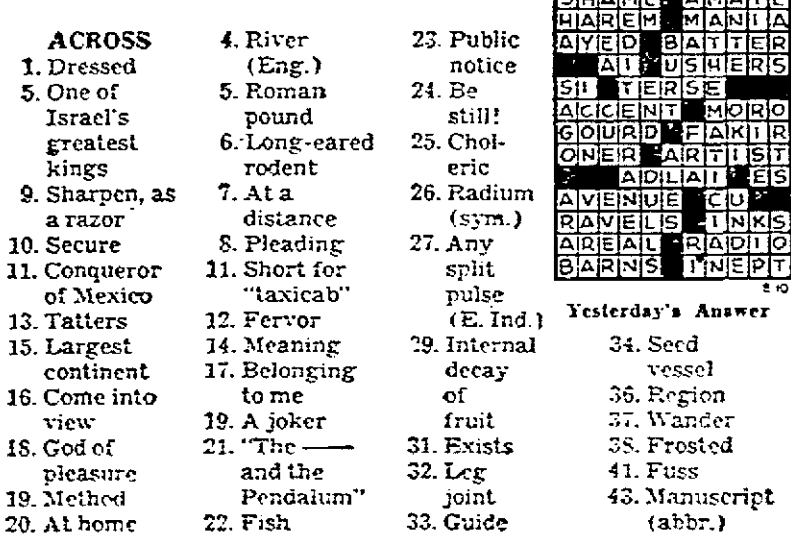 ACROSS
1. Dressed
5. One of
Israel's
greatest
kings
9. Sharpen, as
a razor
10. Secure
11. Conqueror
of Mexico
13. Tatters
15. Largest
continent
16. Come into
view
18. God of
pleasure
19. Method
20. At home
4. River
(Eng.)
5. Roman
pound
6. Long-eared
rodent
7. At a
distance
8. Pleading
11. Short for
"taxicab"
12. Fervor
14. Meaning
17. Belonging
to me
19. A joker
21. "The ——
and the
Pendalum"
22. Fish
23. Public
notice
24. Be
still!
25. Chol-
eric
26. Radium
(sym.)
27. Any
split
pulse
(E. Ind.)
29. Internal
decay
of
fruit
31. Exists
32. Leg
joint
33. Guide
HAREM MANIA
AYED BATTER
AI USHERS
SI TERSE
ACCENT MORO
GOURD FAKIR
ONER ARTIST
ADLAI ES
AVENUE CU
RAVELS INKS
AREAL RADIO
BARNS INEPT
Yesterday's Answer
34. Seed
vessel
36. Region
37. Wander
38. Frosted
41. Fuss
43. Manuscript
(abbr.)